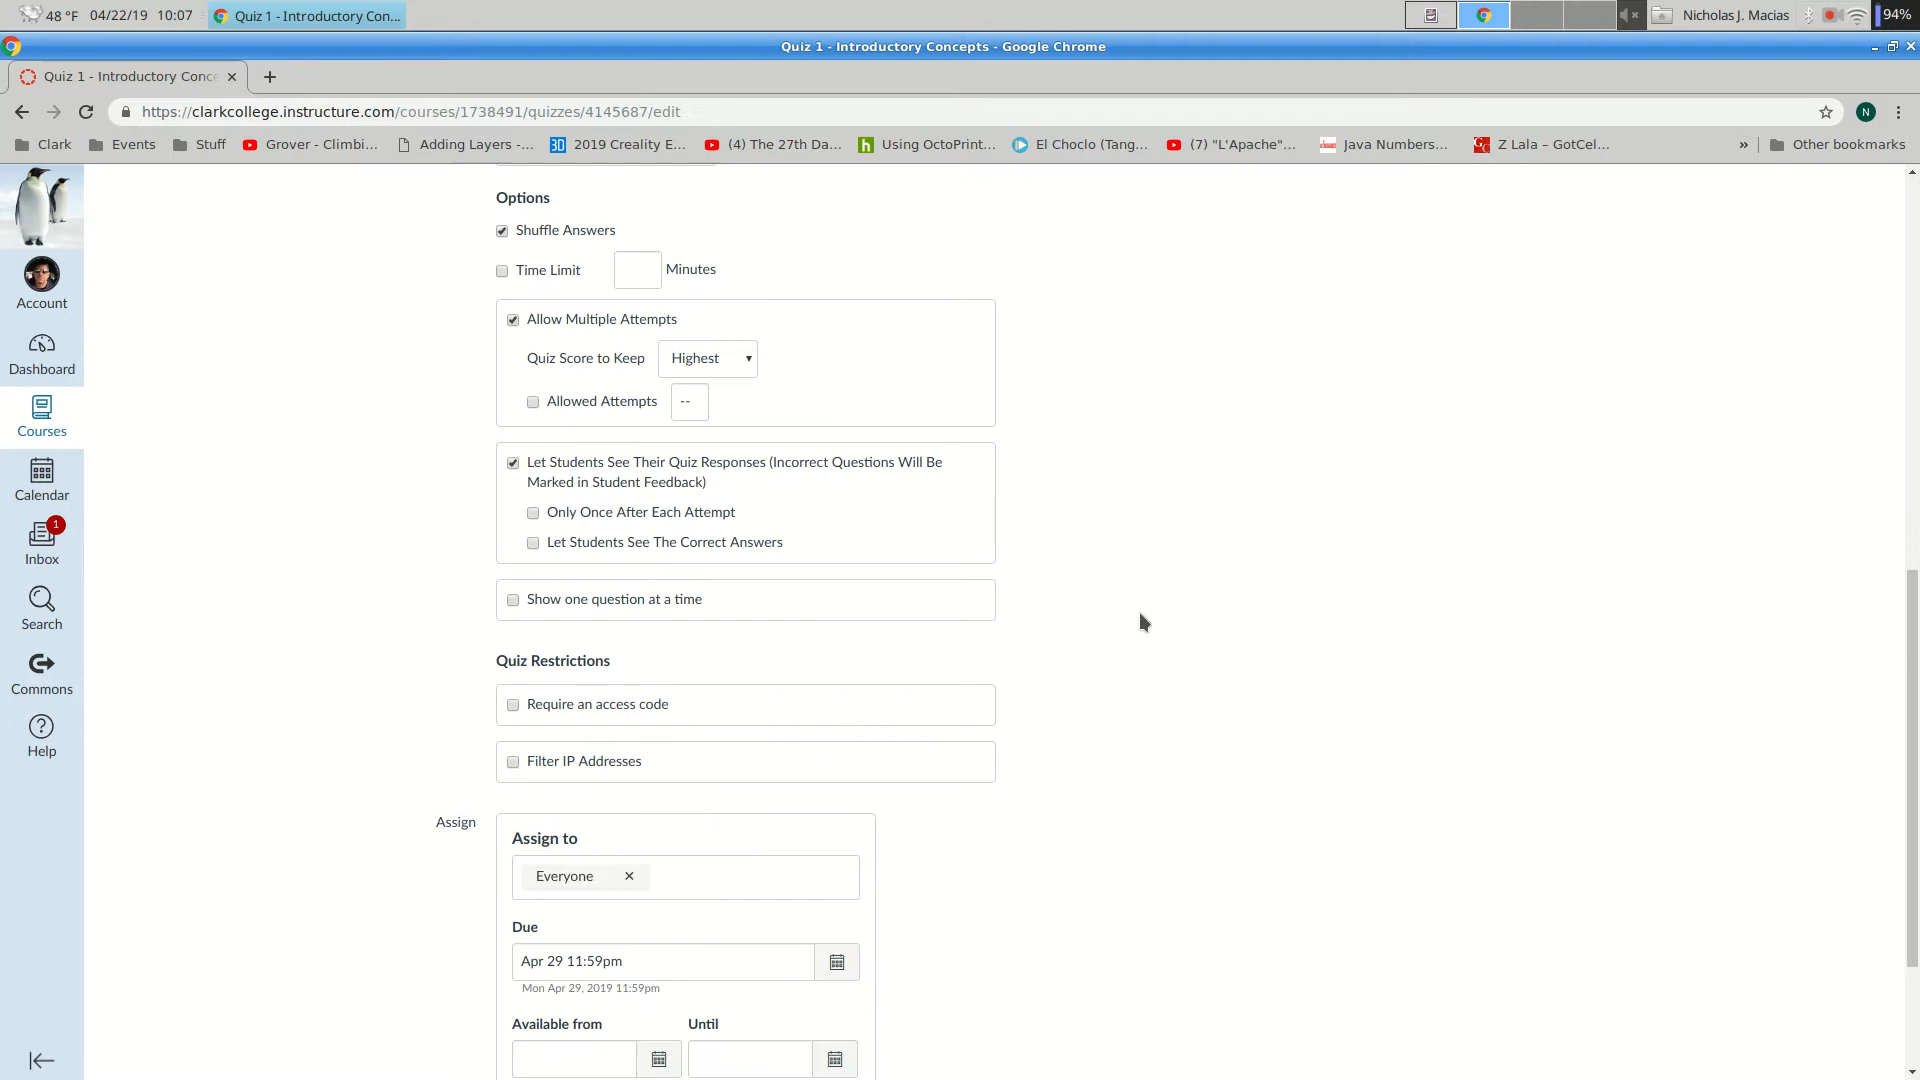 48 °F 04/22/19 10:07 Quiz 1 - Introductory Con... Nicholas J. Macias 94%
Quiz 1 - Introductory Concepts - Google Chrome
Quiz 1 - Introductory Conce
https://clarkcollege.instructure.com/courses/1738491/quizzes/4145687/edit N
Clark Events Stuff Grover - Climbi... Adding Layers -... 3D 2019 Creality E... (4) The 27th Da... h Using OctoPrint... El Choclo (Tang... (7) "L'Apache"... Java Numbers... Z Lala – GotCel... » Other bookmarks
Options
Shuffle Answers
Time Limit Minutes
Account
Allow Multiple Attempts
Quiz Score to Keep Highest
Dashboard
Allowed Attempts --
Courses
Let Students See Their Quiz Responses (Incorrect Questions Will Be
Marked in Student Feedback)
Calendar
Only Once After Each Attempt
1
Let Students See The Correct Answers
Inbox
Show one question at a time
Search
Quiz Restrictions
Commons
Require an access code
Help
Filter IP Addresses
Assign
Assign to
Everyone
Due
Apr 29 11:59pm
Mon Apr 29, 2019 11:59pm
Available from Until